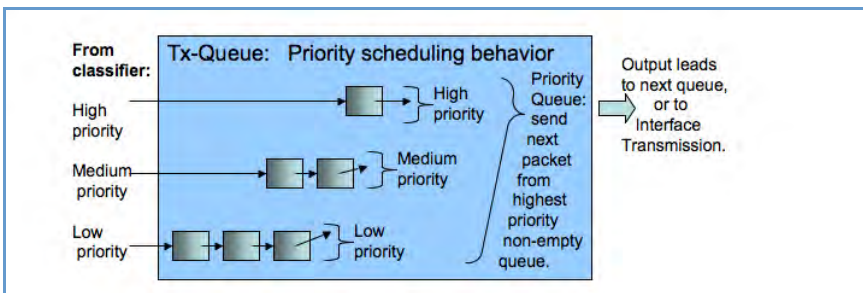 From
classifier:
Tx-Queue: Priority scheduling behavior
High
priority
High
priority
Medium
priority
Medium
priority
Low
priority
Low
priority
Priority
Queue:
send
next
packet
from
highest
priority
non-empty
queue.
Output leads
to next queue,
or to
Interface
Transmission.